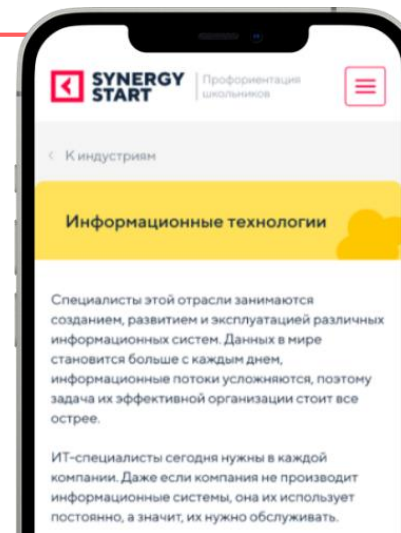 SYNERGY
START
Профориентация
школьников
К индустриям
Информационные технологии
Специалисты этой отрасли занимаются
созданием, развитием и эксплуатацией различных
информационных систем. Данных в мире
становится больше с каждым днем,
информационные потоки усложняются, поэтому
задача их эффективной организации стоит все
острее.
ИТ-специалисты сегодня нужны в каждой
компании. Даже если компания не производит
информационные системы, она их использует
постоянно, а значит, их нужно обслуживать.